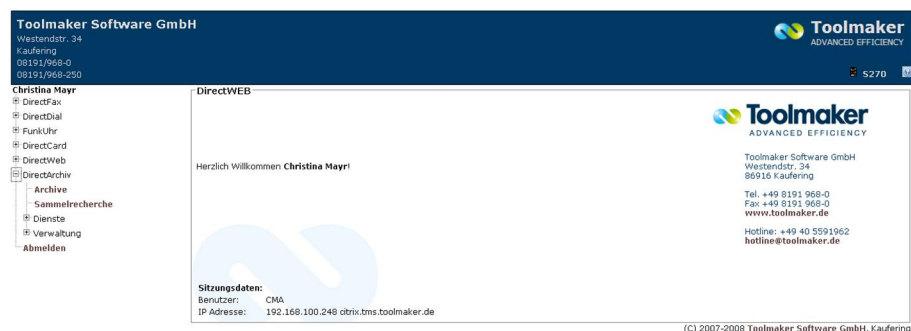 Toolmaker Software GmbH
Westendstr. 34
Kaufering
08191/968-0
08191/968-250
Toolmaker
ADVANCED EFFICIENCY
S270
Christina Mayr
DirectFax
DirectDial
FunkUhr
DirectCard
DirectWeb
DirectArchiv
Archive
Sammelrecherche
Dienste
Verwaltung
Abmelden
DirectWEB
Herzlich Willkommen Christina Mayr!
Sitzungsdaten:
Benutzer: CMA
IP Adresse: 192.168.100.248 citrix.tms.toolmaker.de
Toolmaker
ADVANCED EFFICIENCY
Toolmaker Software GmbH
Westendstr. 34
86916 Kaufering
Tel. +49 8191 968-0
Fax +49 8191 968-0
www.toolmaker.de
Hotline: +49 40 5591962
hotline@toolmaker.de
(C) 2007-2008 Toolmaker Software GmbH, Kaufering